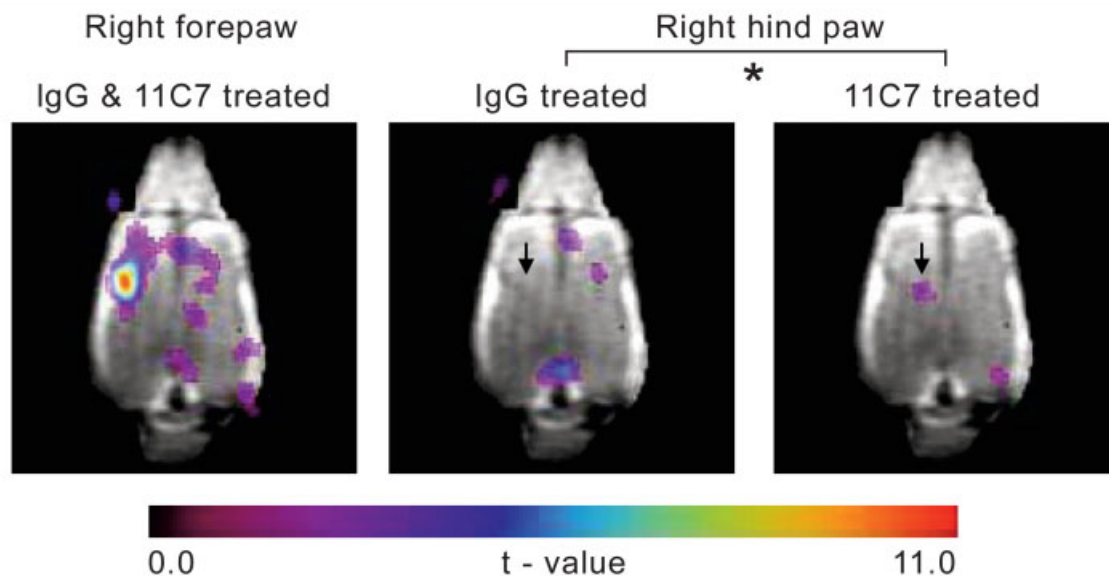 Right forepaw
Right hind paw
*
IgG & 11C7 treated
IgG treated
11C7 treated
0.0
t - value
11.0